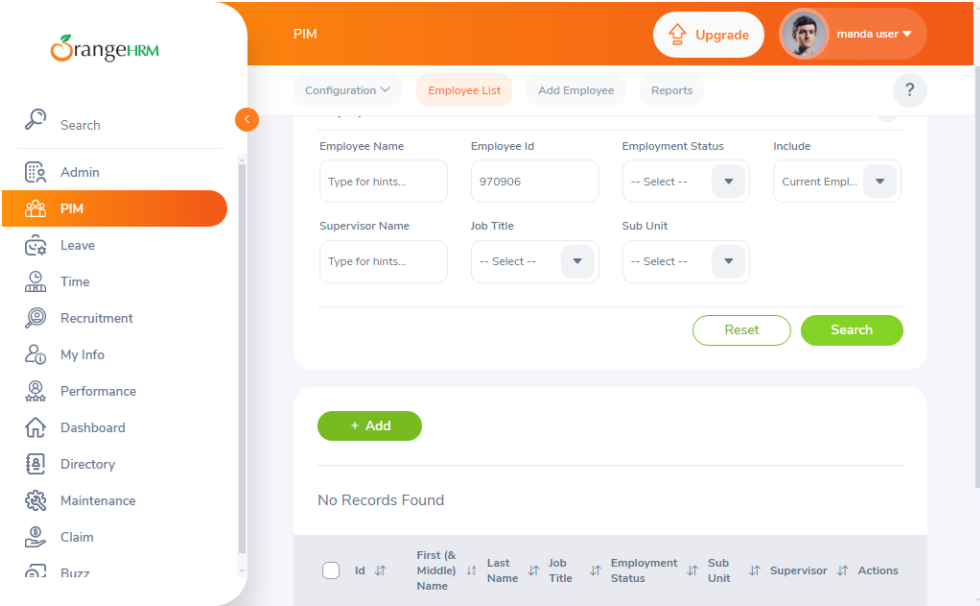 OrangeHRM
PIM
Upgrade
manda user
Configuration
Employee List
Add Employee
Reports
?
Search
Admin
PIM
Leave
Time
Recruitment
My Info
Performance
Dashboard
Directory
Maintenance
Claim
Buzz
Employee Name
Employee Id
Employment Status
Include
Type for hints...
970906
-- Select --
Current Empl...
Supervisor Name
Job Title
Sub Unit
Type for hints...
-- Select --
-- Select --
Reset
Search
+ Add
No Records Found
Id
First (&
Middle)
Name
Last
Name
Job
Title
Employment
Status
Sub
Unit
Supervisor
Actions